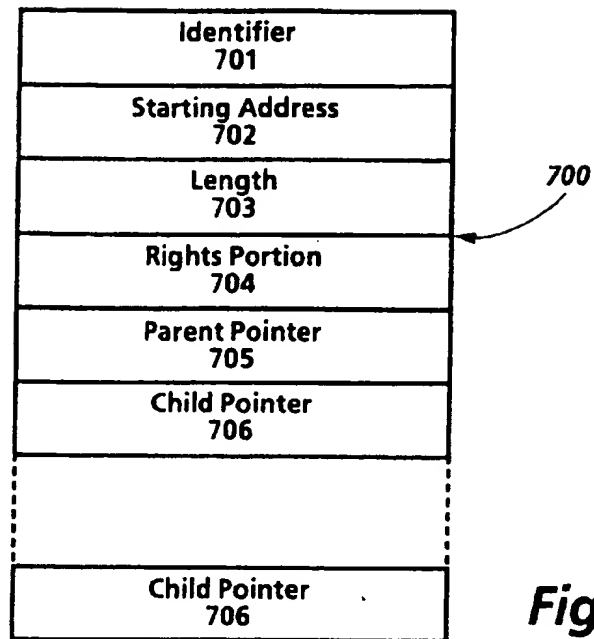 Identifier
701
Starting Address
702
Length
703
700
Rights Portion
704
Parent Pointer
705
Child Pointer
706
Child Pointer
706
Fig